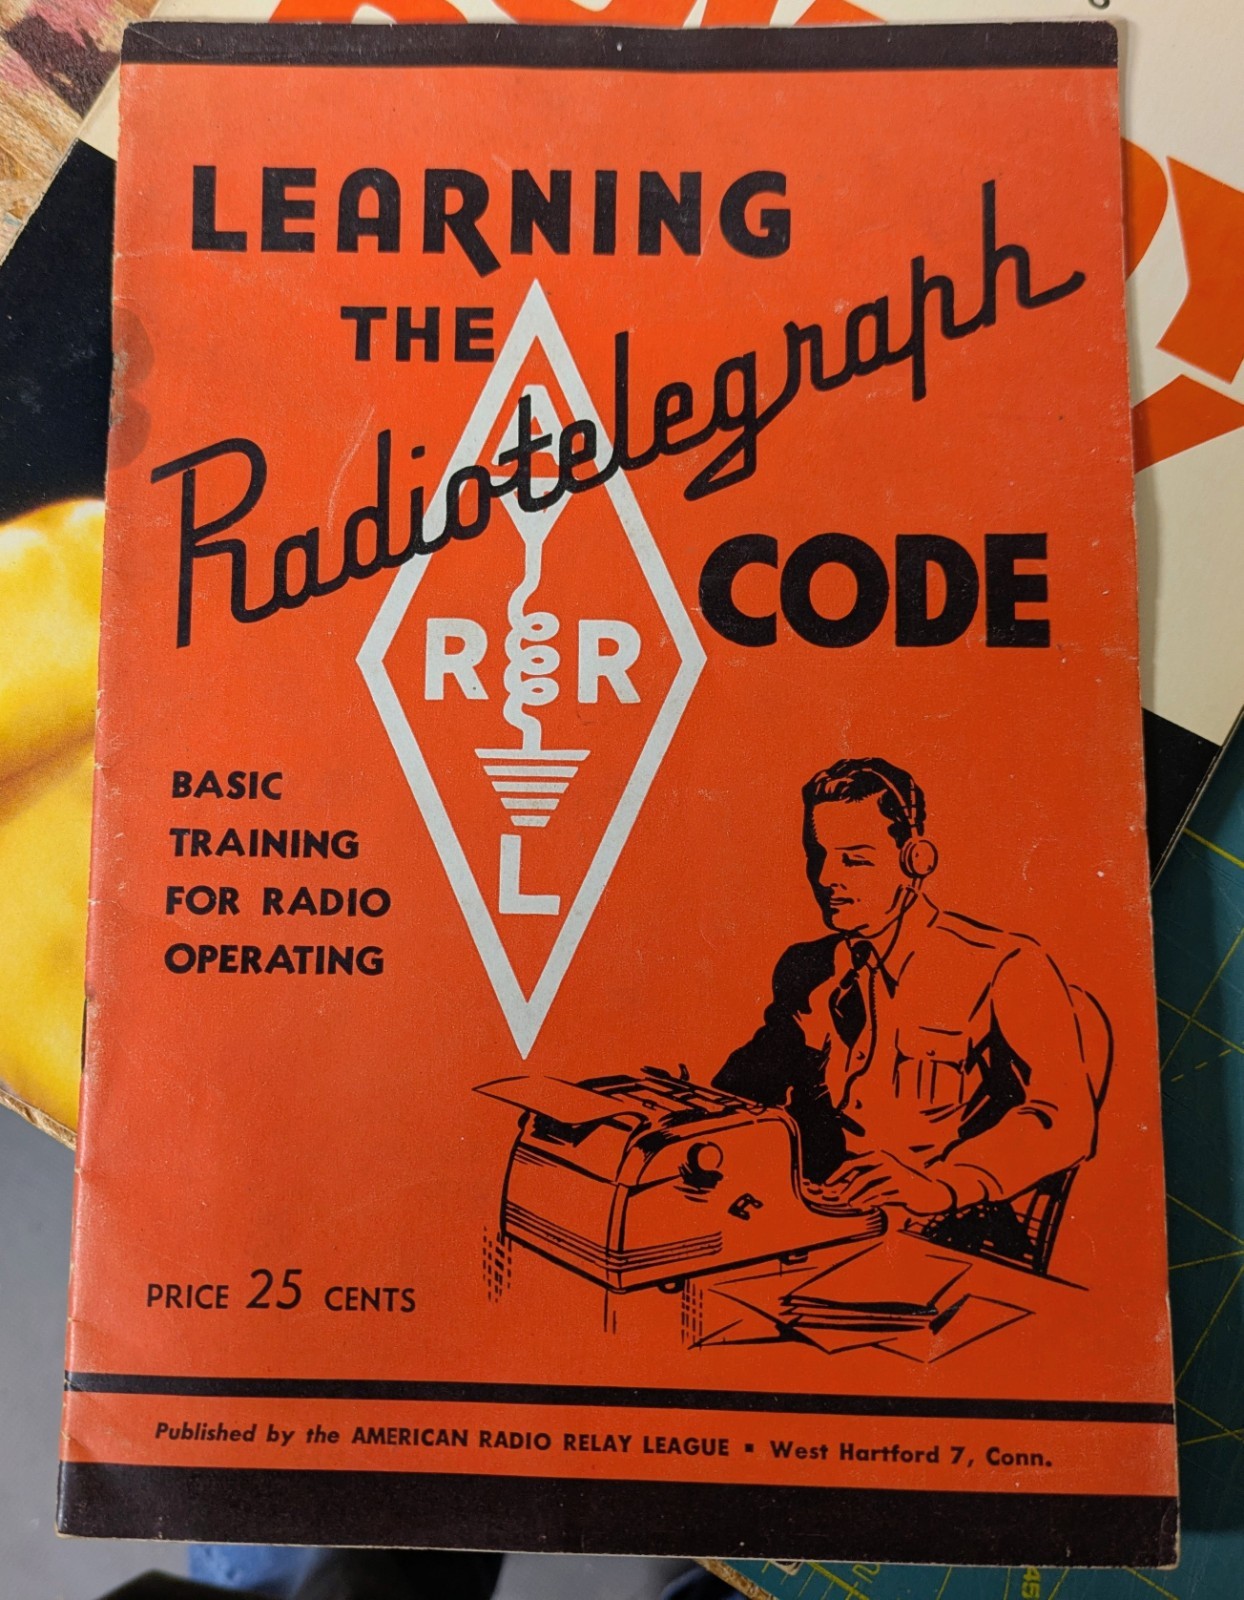 LEARNING
THE
Radiotelegraph
CODE
A
R R
L
BASIC
TRAINING
FOR RADIO
OPERATING
PRICE 25 CENTS
Published by the AMERICAN RADIO RELAY LEAGUE ▪ West Hartford 7, Conn.
45